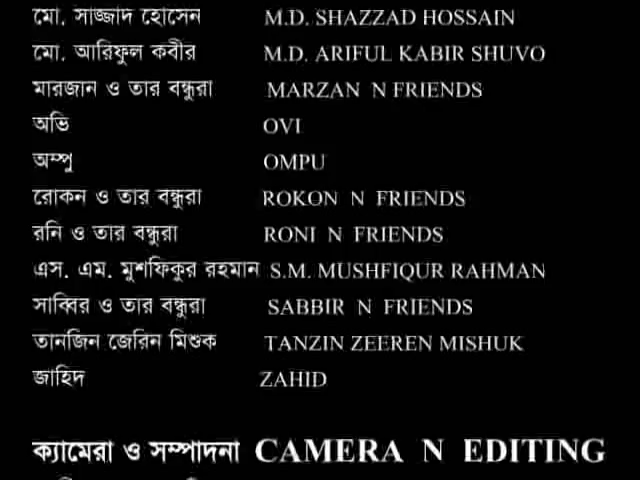 মো. সাজ্জাদ হোসেন M.D. SHAZZAD HOSSAIN
মো. আরিফুল কবীর M.D. ARIFUL KABIR SHUVO
মারজান ও তার বন্ধুরা MARZAN N FRIENDS
অভি OVI
অম্পু OMPU
রোকন ও তার বন্ধুরা ROKON N FRIENDS
রনি ও তার বন্ধুরা RONI N FRIENDS
এস. এম. মুশফিকুর রহমান S.M. MUSHFIQUR RAHMAN
সাব্বির ও তার বন্ধুরা SABBIR N FRIENDS
তানজিন জেরিন মিশুক TANZIN ZEEREN MISHUK
জাহিদ ZAHID
ক্যামেরা ও সম্পাদনা CAMERA N EDITING